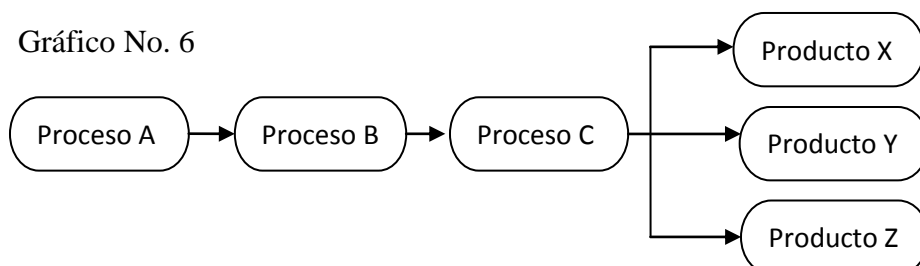 Gráfico No. 6
Producto X
Proceso A
Proceso B
Proceso C
Producto Y
Producto Z